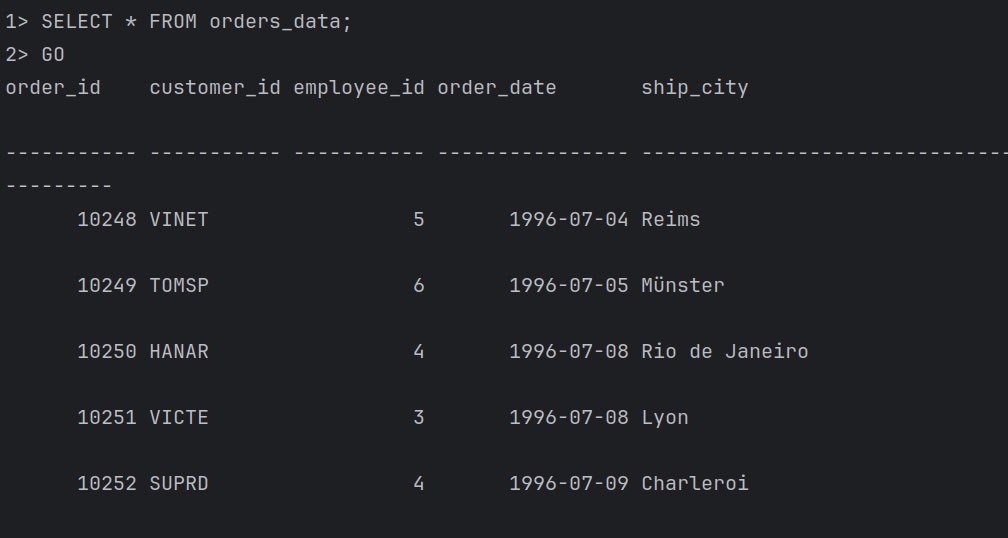 1> SELECT * FROM orders_data;
2> GO
order_id    customer_id employee_id order_date       ship_city

----------- ----------- ----------- ---------------- -------------------------------
---------
      10248 VINET                 5       1996-07-04 Reims

      10249 TOMSP                 6       1996-07-05 Münster

      10250 HANAR                 4       1996-07-08 Rio de Janeiro

      10251 VICTE                 3       1996-07-08 Lyon

      10252 SUPRD                 4       1996-07-09 Charleroi